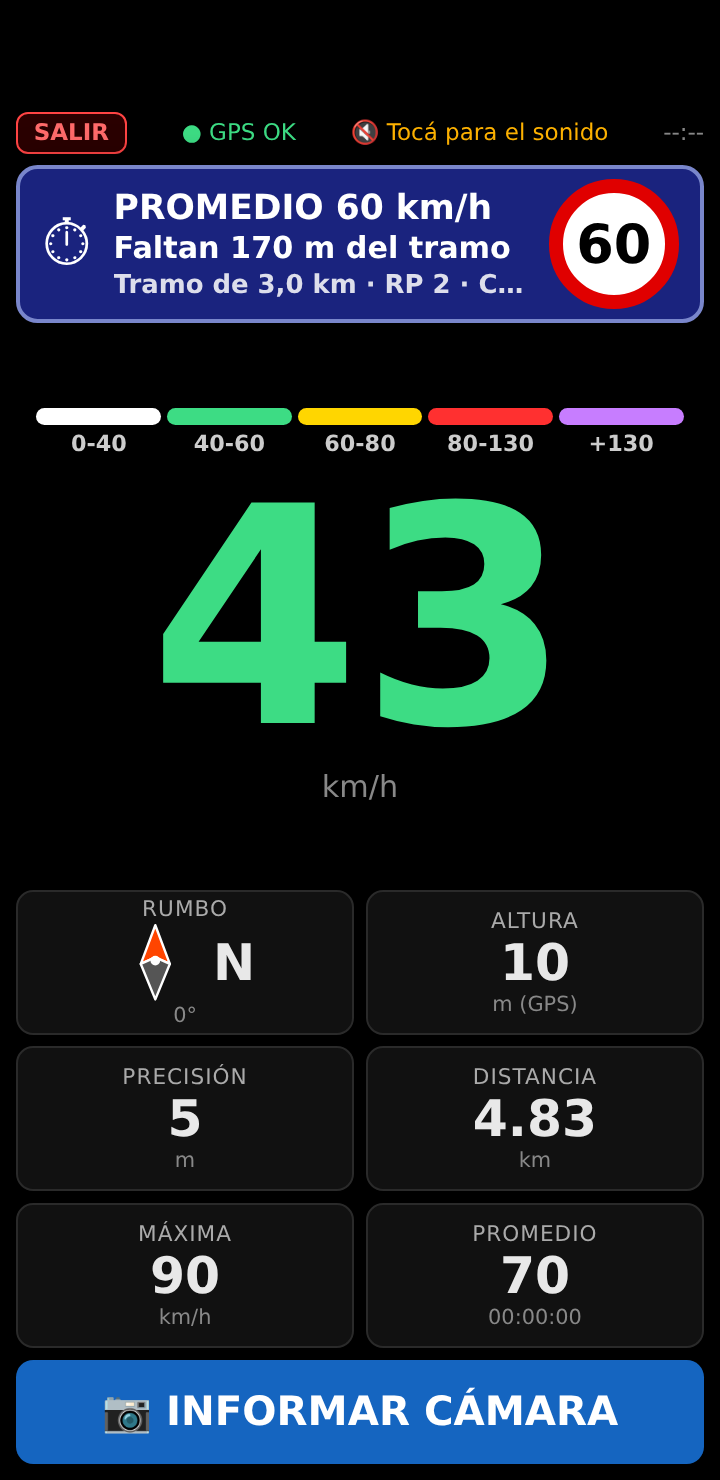 SALIR
● GPS OK
🔇 Tocá para el sonido
--:--
PROMEDIO 60 km/h
Faltan 170 m del tramo
Tramo de 3,0 km · RP 2 · C…
60
0-40
40-60
60-80
80-130
+130
43
km/h
RUMBO
N
0°
ALTURA
10
m (GPS)
PRECISIÓN
5
m
DISTANCIA
4.83
km
MÁXIMA
90
km/h
PROMEDIO
70
00:00:00
📷 INFORMAR CÁMARA